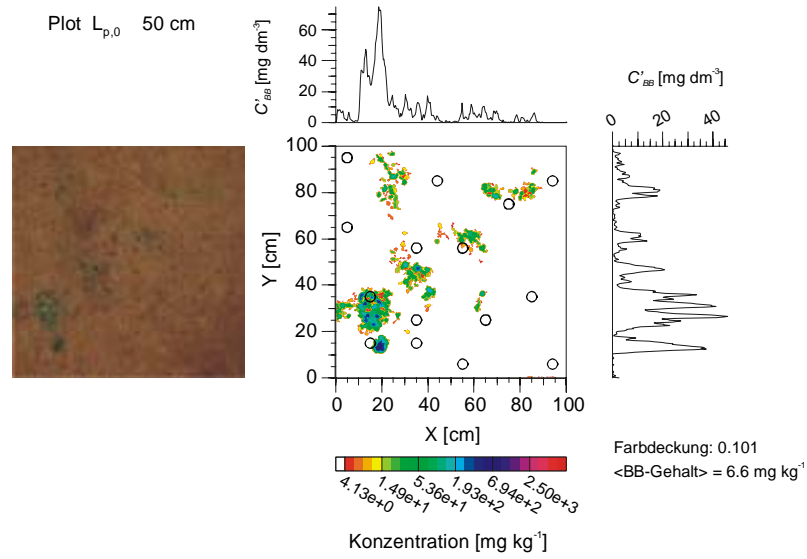 Plot L_p,0 50 cm
C'_BB [mg dm⁻³]
60
40
20
0
C'_BB [mg dm⁻³]
0
20
40
100
80
60
40
20
0
Y [cm]
0 20 40 60 80 100
X [cm]
4.13e+0 1.49e+1 5.36e+1 1.93e+2 6.94e+2 2.50e+3
Konzentration [mg kg⁻¹]
Farbdeckung: 0.101
<BB-Gehalt> = 6.6 mg kg⁻¹